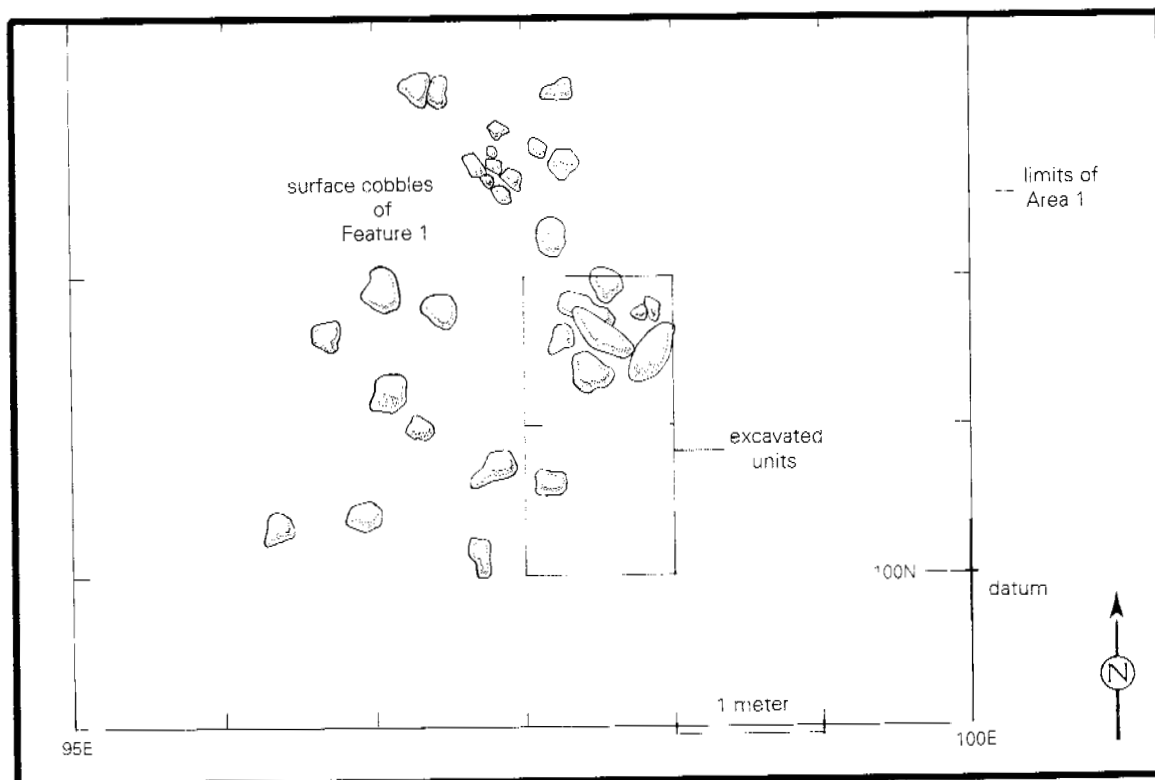 surface cobbles
of
Feature 1
limits of
Area 1
excavated
units
100N
datum
1 meter
N
95E
100E